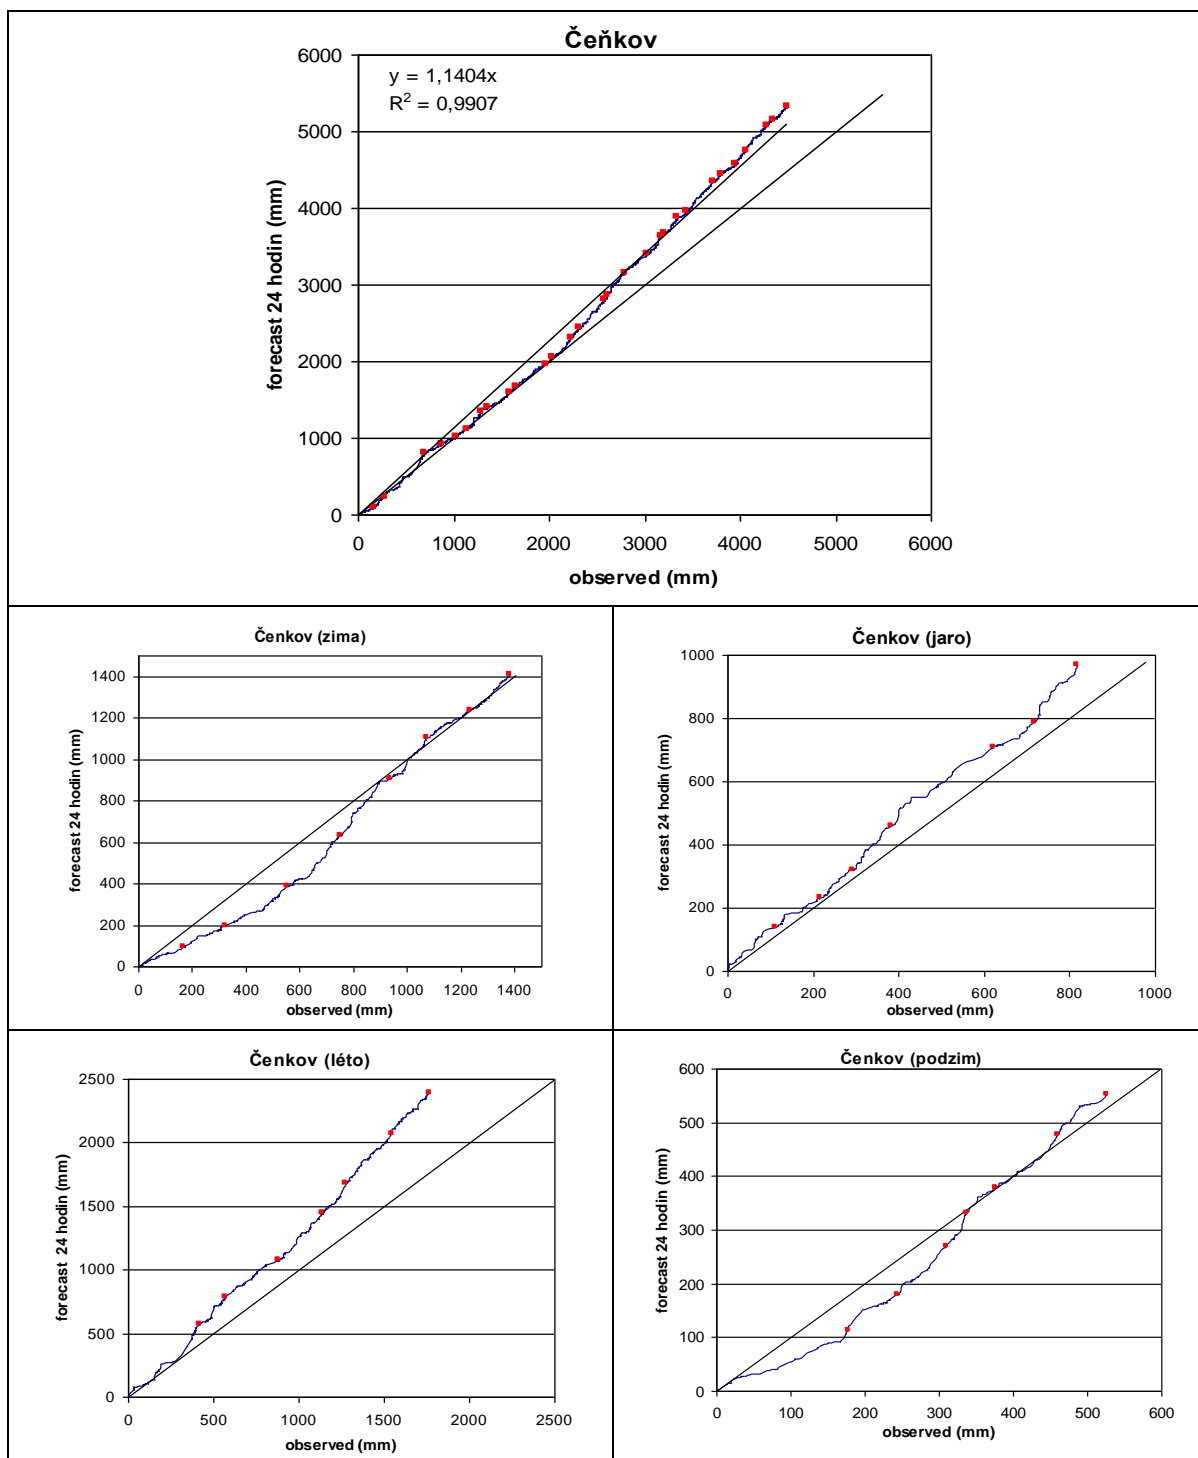 Čeňkov
y = 1,1404x
R² = 0,9907
6000
5000
4000
3000
2000
1000
0
forecast 24 hodin (mm)
0 1000 2000 3000 4000 5000 6000
observed (mm)
Čenkov (zima)
1400
1200
1000
800
600
400
200
0
forecast 24 hodin (mm)
0 200 400 600 800 1000 1200 1400
observed (mm)
Čenkov (jaro)
1000
800
600
400
200
0
forecast 24 hodin (mm)
0 200 400 600 800 1000
observed (mm)
Čenkov (léto)
2500
2000
1500
1000
500
0
forecast 24 hodin (mm)
0 500 1000 1500 2000 2500
observed (mm)
Čenkov (podzim)
600
500
400
300
200
100
0
forecast 24 hodin (mm)
0 100 200 300 400 500 600
observed (mm)